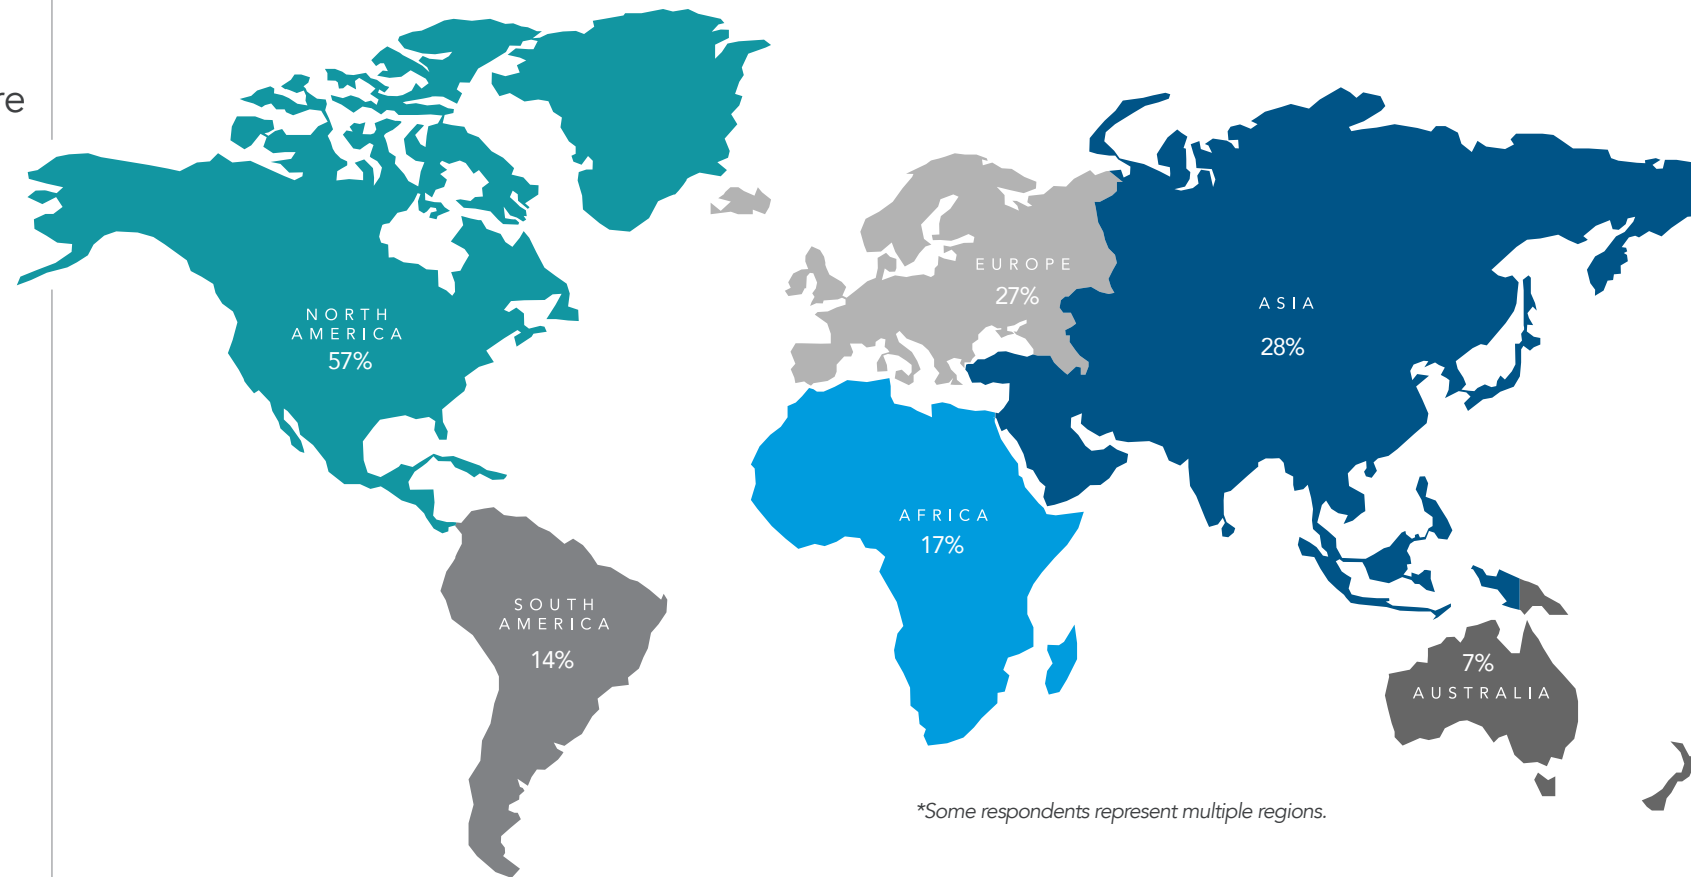 re
NORTH
AMERICA
57%
EUROPE
27%
ASIA
28%
AFRICA
17%
SOUTH
AMERICA
14%
7%
AUSTRALIA
*Some respondents represent multiple regions.